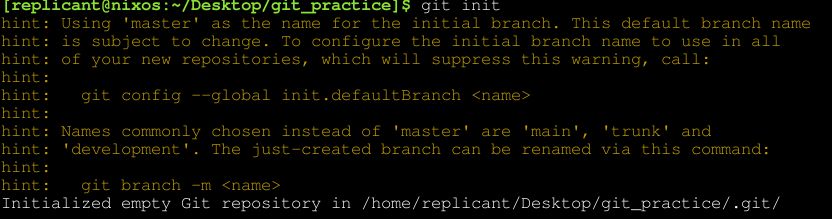 [replicant@nixos:~/Desktop/git_practice]$ git init
hint: Using 'master' as the name for the initial branch. This default branch name
hint: is subject to change. To configure the initial branch name to use in all
hint: of your new repositories, which will suppress this warning, call:
hint:
hint:   git config --global init.defaultBranch <name>
hint:
hint: Names commonly chosen instead of 'master' are 'main', 'trunk' and
hint: 'development'. The just-created branch can be renamed via this command:
hint:
hint:   git branch -m <name>
Initialized empty Git repository in /home/replicant/Desktop/git_practice/.git/